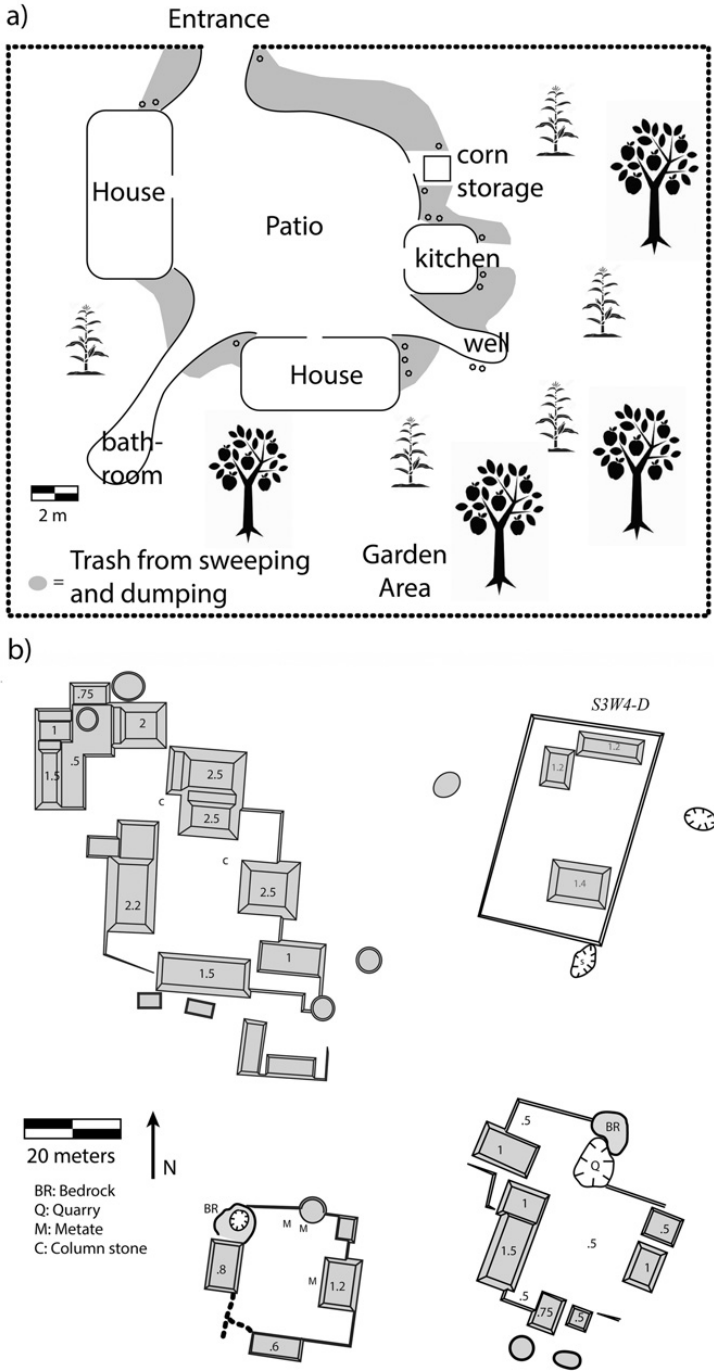 a)
Entrance
House
corn
storage
Patio
kitchen
well
House
bath-
room
2 m
= Trash from sweeping
and dumping
Garden
Area
b)
S3W4-D
.75
1
2
.5
1.5
1.2
1.2
2.5
2.5
C
C
2.5
2.2
1.4
1
1.5
S
20 meters
N
BR: Bedrock
Q: Quarry
M: Metate
C: Column stone
.5
BR
1
Q
BR
M
M
1
.5
.5
1.5
.8
M
1.2
1
.5
.75
.5
.6